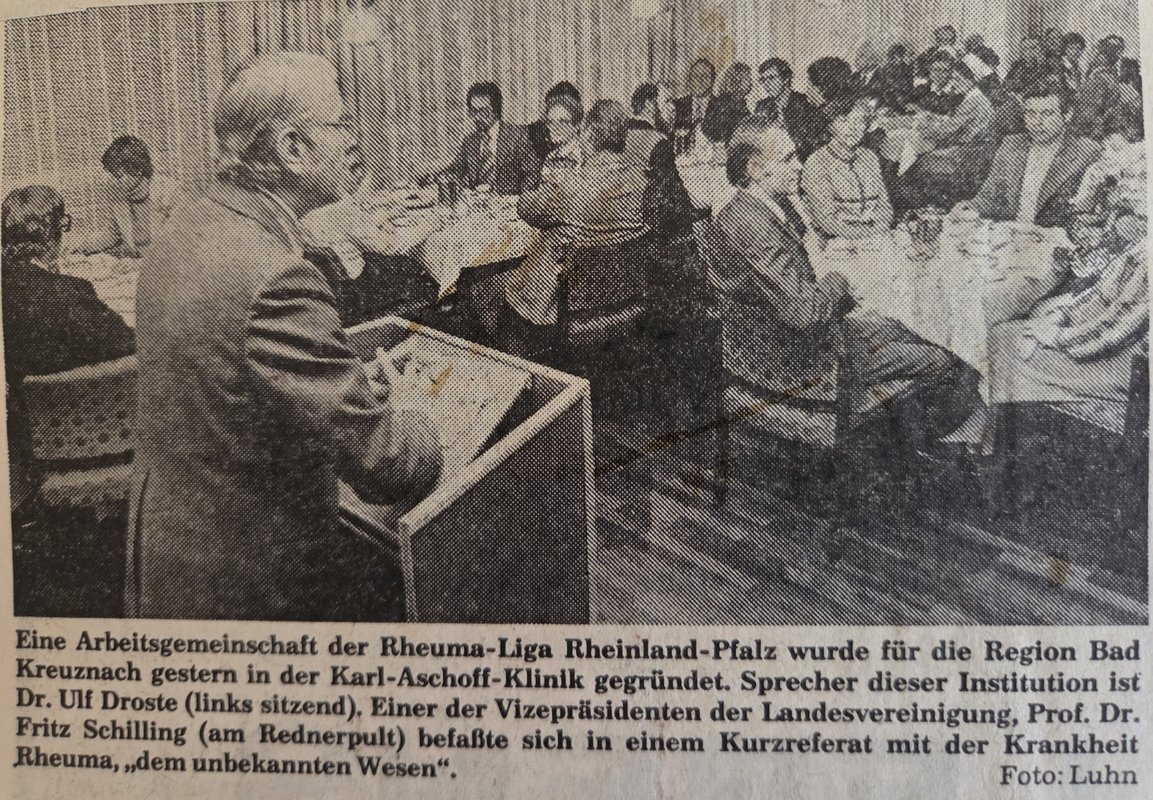 Eine Arbeitsgemeinschaft der Rheuma-Liga Rheinland-Pfalz wurde für die Region Bad
Kreuznach gestern in der Karl-Aschoff-Klinik gegründet. Sprecher dieser Institution ist
Dr. Ulf Droste (links sitzend). Einer der Vizepräsidenten der Landesvereinigung, Prof. Dr.
Fritz Schilling (am Rednerpult) befaßte sich in einem Kurzreferat mit der Krankheit
Rheuma, „dem unbekannten Wesen“.
Foto: Luhn